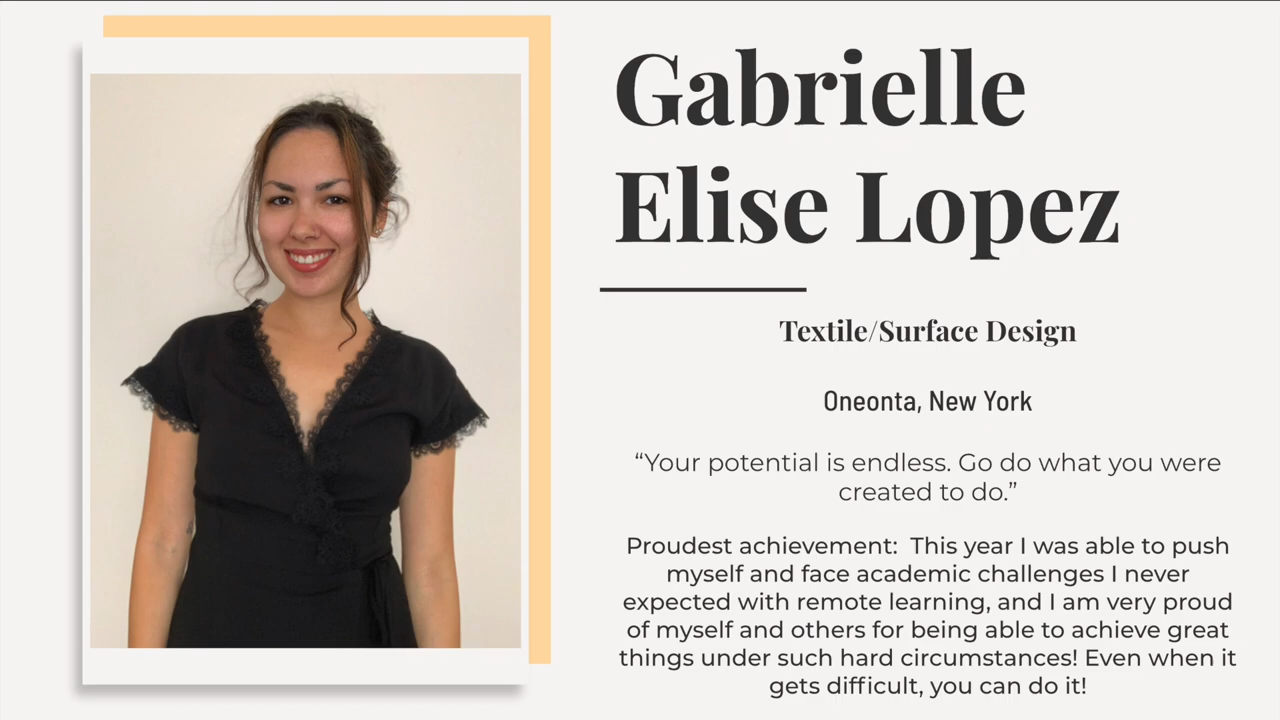 Gabrielle
Elise Lopez
Textile/Surface Design
Oneonta, New York
“Your potential is endless. Go do what you were
created to do.”
Proudest achievement:  This year I was able to push
myself and face academic challenges I never
expected with remote learning, and I am very proud
of myself and others for being able to achieve great
things under such hard circumstances! Even when it
gets difficult, you can do it!